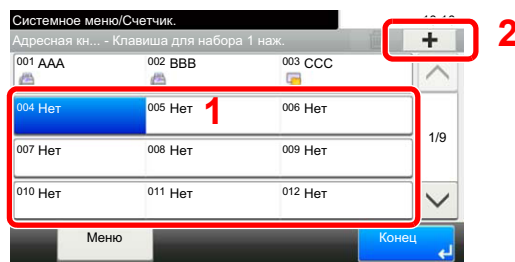 Системное меню/Счетчик.
Адресная кн... - Клавиша для набора 1 наж.
2
001 AAA 002 BBB 003 CCC
004 Нет 005 Нет 1 006 Нет
1/9
007 Нет 008 Нет 009 Нет
010 Нет 011 Нет 012 Нет
Меню Конец